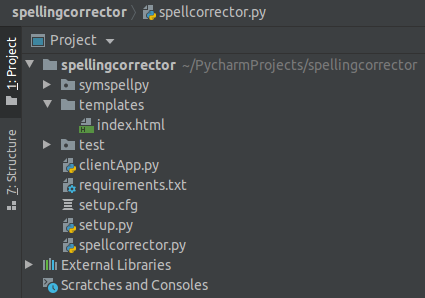 spellingcorrector spellcorrector.py
1: Project
Project
spellingcorrector ~/PycharmProjects/spellingcorrector
symspellpy
templates
index.html
test
clientApp.py
requirements.txt
setup.cfg
setup.py
spellcorrector.py
External Libraries
Scratches and Consoles
7: Structure